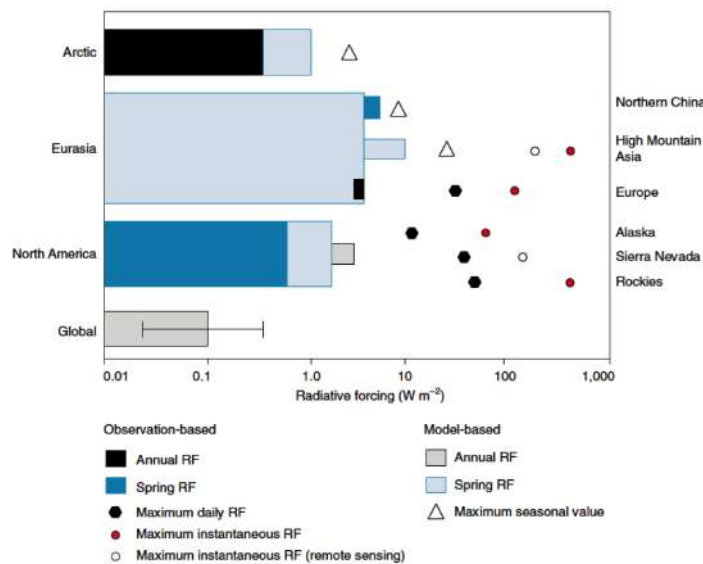 Arctic
Northern China
Eurasia
High Mountain
Asia
Europe
North America
Alaska
Sierra Nevada
Rockies
Global
0.01 0.1 1.0 10 100 1,000
Radiative forcing (W m⁻²)
Observation-based
Annual RF
Spring RF
Maximum daily RF
Maximum instantaneous RF
Maximum instantaneous RF (remote sensing)
Model-based
Annual RF
Spring RF
Maximum seasonal value